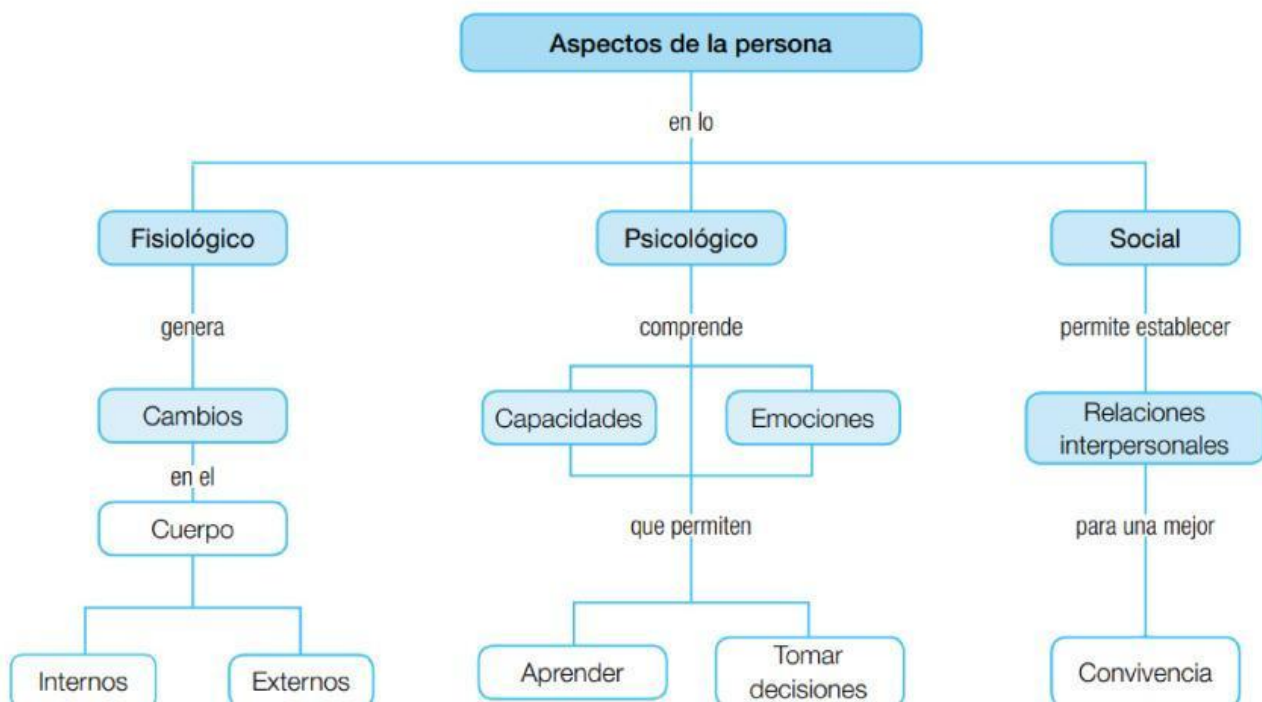 Aspectos de la persona
en lo
Fisiológico
Psicológico
Social
genera
comprende
permite establecer
Cambios
Capacidades
Emociones
Relaciones
interpersonales
en el
Cuerpo
que permiten
para una mejor
Internos
Externos
Aprender
Tomar
decisiones
Convivencia